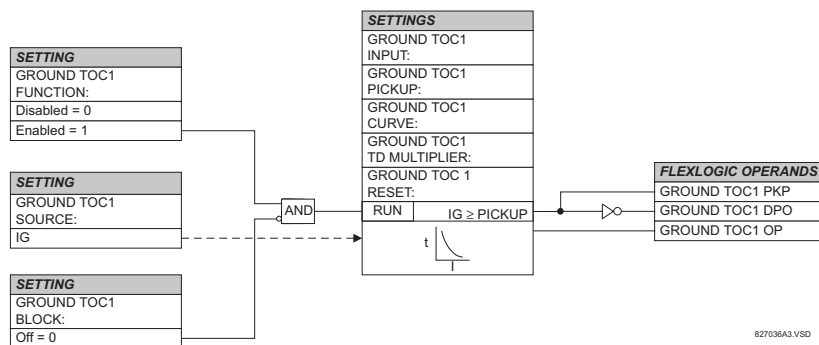 SETTING
GROUND TOC1
FUNCTION:
Disabled = 0
Enabled = 1
SETTING
GROUND TOC1
SOURCE:
IG
SETTING
GROUND TOC1
BLOCK:
Off = 0
AND
SETTINGS
GROUND TOC1
INPUT:
GROUND TOC1
PICKUP:
GROUND TOC1
CURVE:
GROUND TOC1
TD MULTIPLIER:
GROUND TOC 1
RESET:
RUN IG ≥ PICKUP
t
I
FLEXLOGIC OPERANDS
GROUND TOC1 PKP
GROUND TOC1 DPO
GROUND TOC1 OP
827036A3.VSD